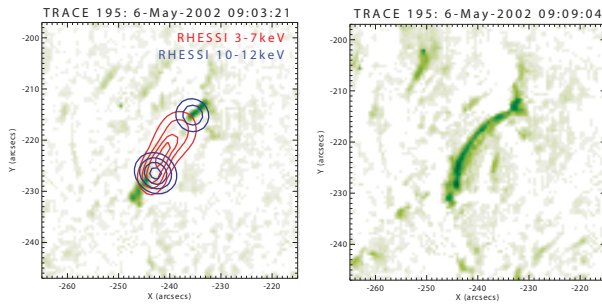 TRACE 195: 6-May-2002 09:03:21
RHESSI 3-7keV
RHESSI 10-12keV
-200
-210
-220
-230
-240
Y (arcsecs)
-260 -250 -240 -230 -220
X (arcsecs)
TRACE 195: 6-May-2002 09:09:04
-200
-210
-220
-230
-240
Y (arcsecs)
-260 -250 -240 -230 -220
X (arcsecs)